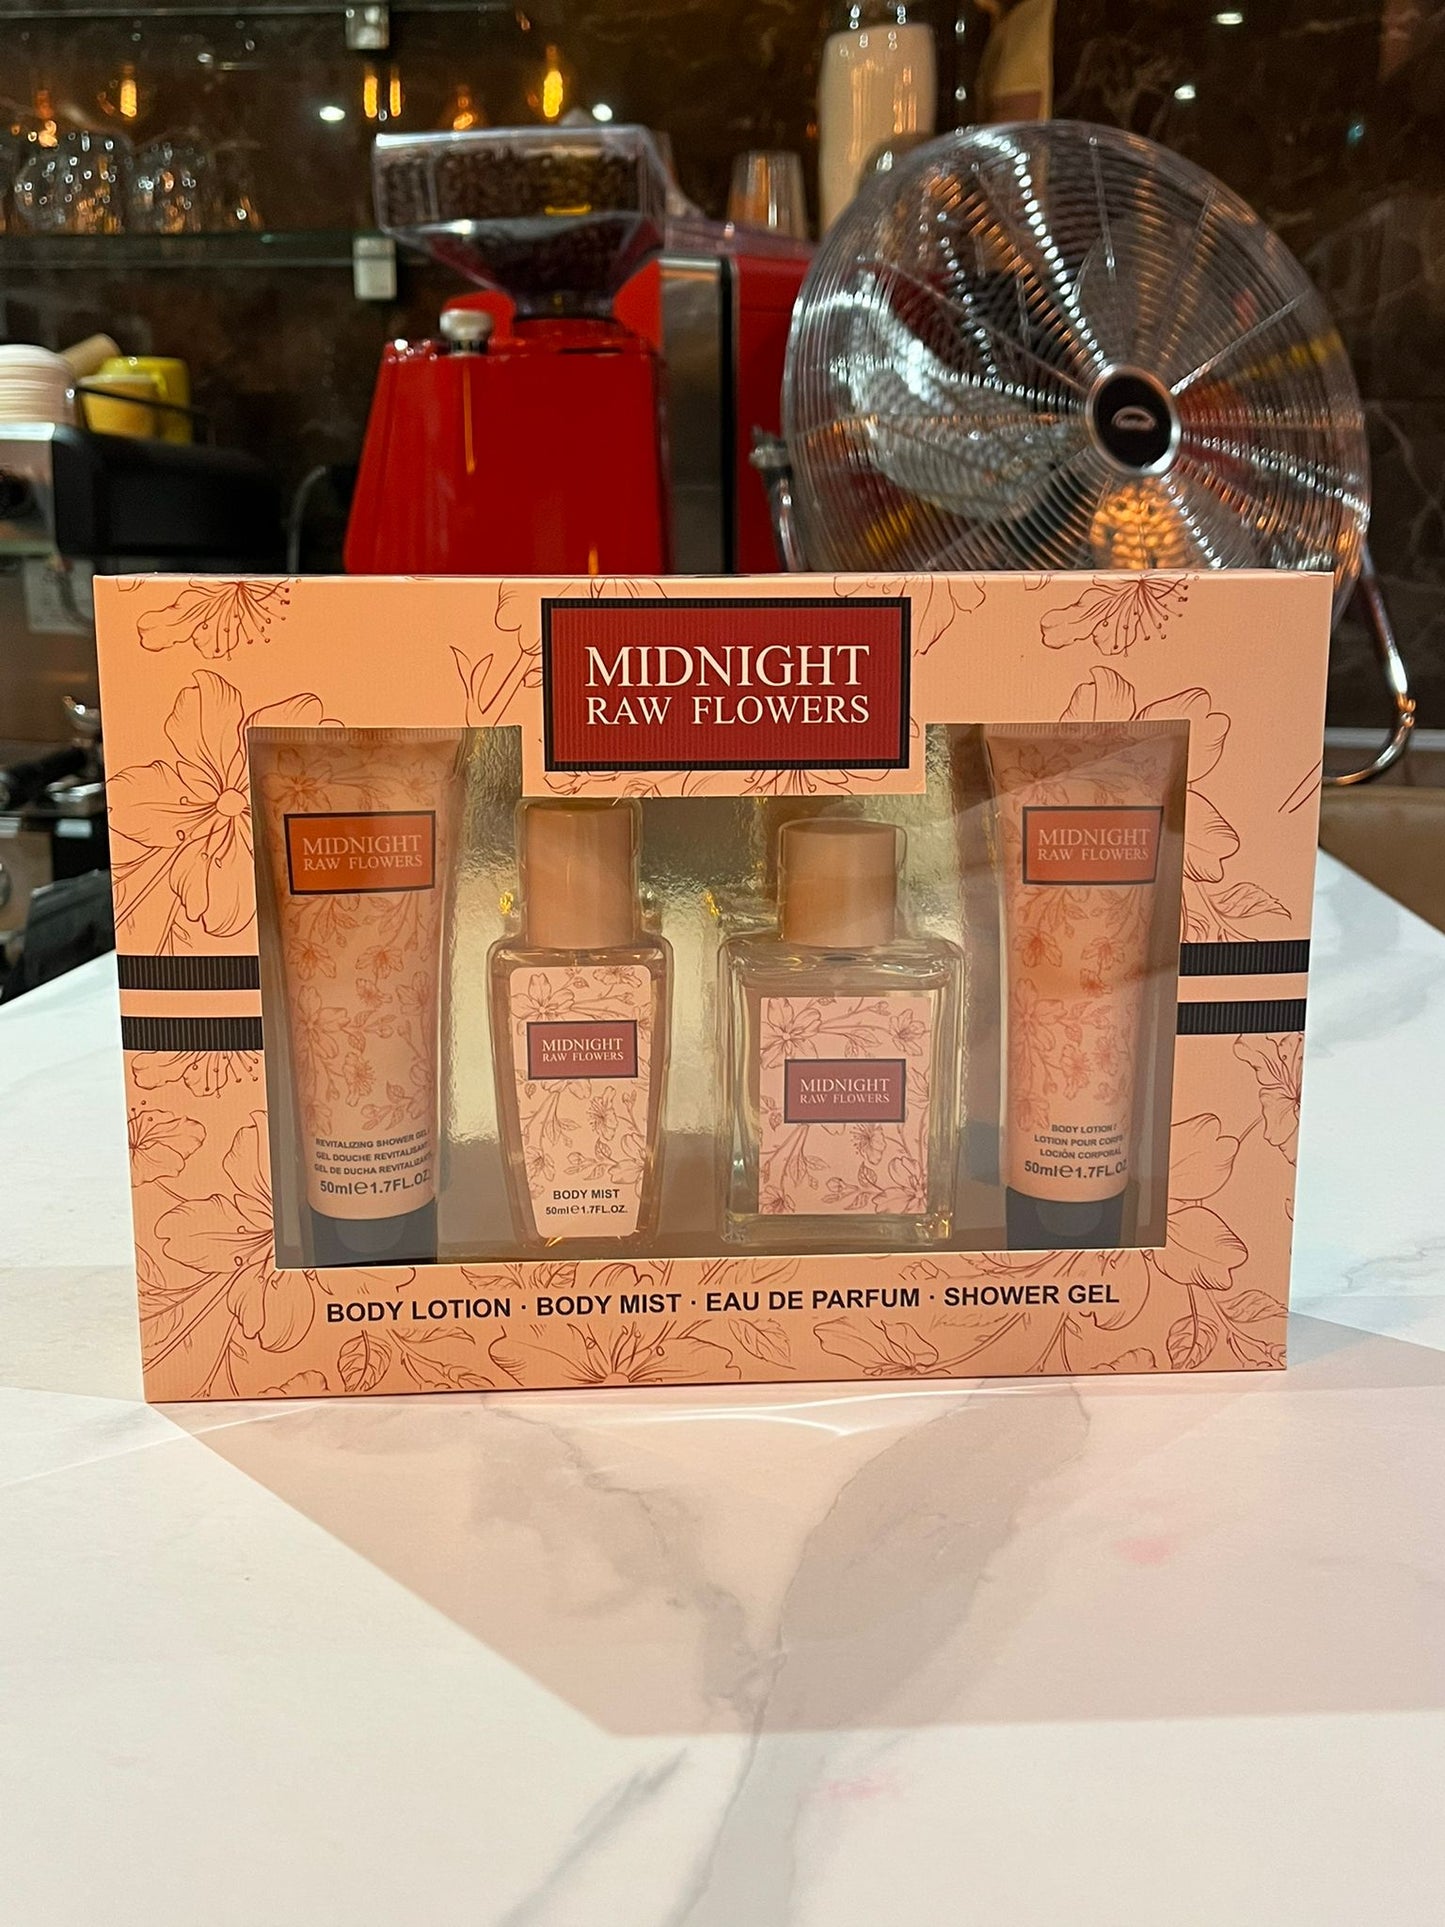 MIDNIGHT
RAW FLOWERS
MIDNIGHT
RAW FLOWERS
REVITALIZING SHOWER GEL
GEL DOUCHE REVITALISANT
GEL DE DUCHA REVITALIZANTE
50ml℮1.7FL.OZ.
MIDNIGHT
RAW FLOWERS
BODY MIST
50ml℮1.7FL.OZ.
MIDNIGHT
RAW FLOWERS
MIDNIGHT
RAW FLOWERS
BODY LOTION /
LOTION POUR CORPS
LOCIÓN CORPORAL
50ml℮1.7FL.OZ
BODY LOTION · BODY MIST · EAU DE PARFUM · SHOWER GEL